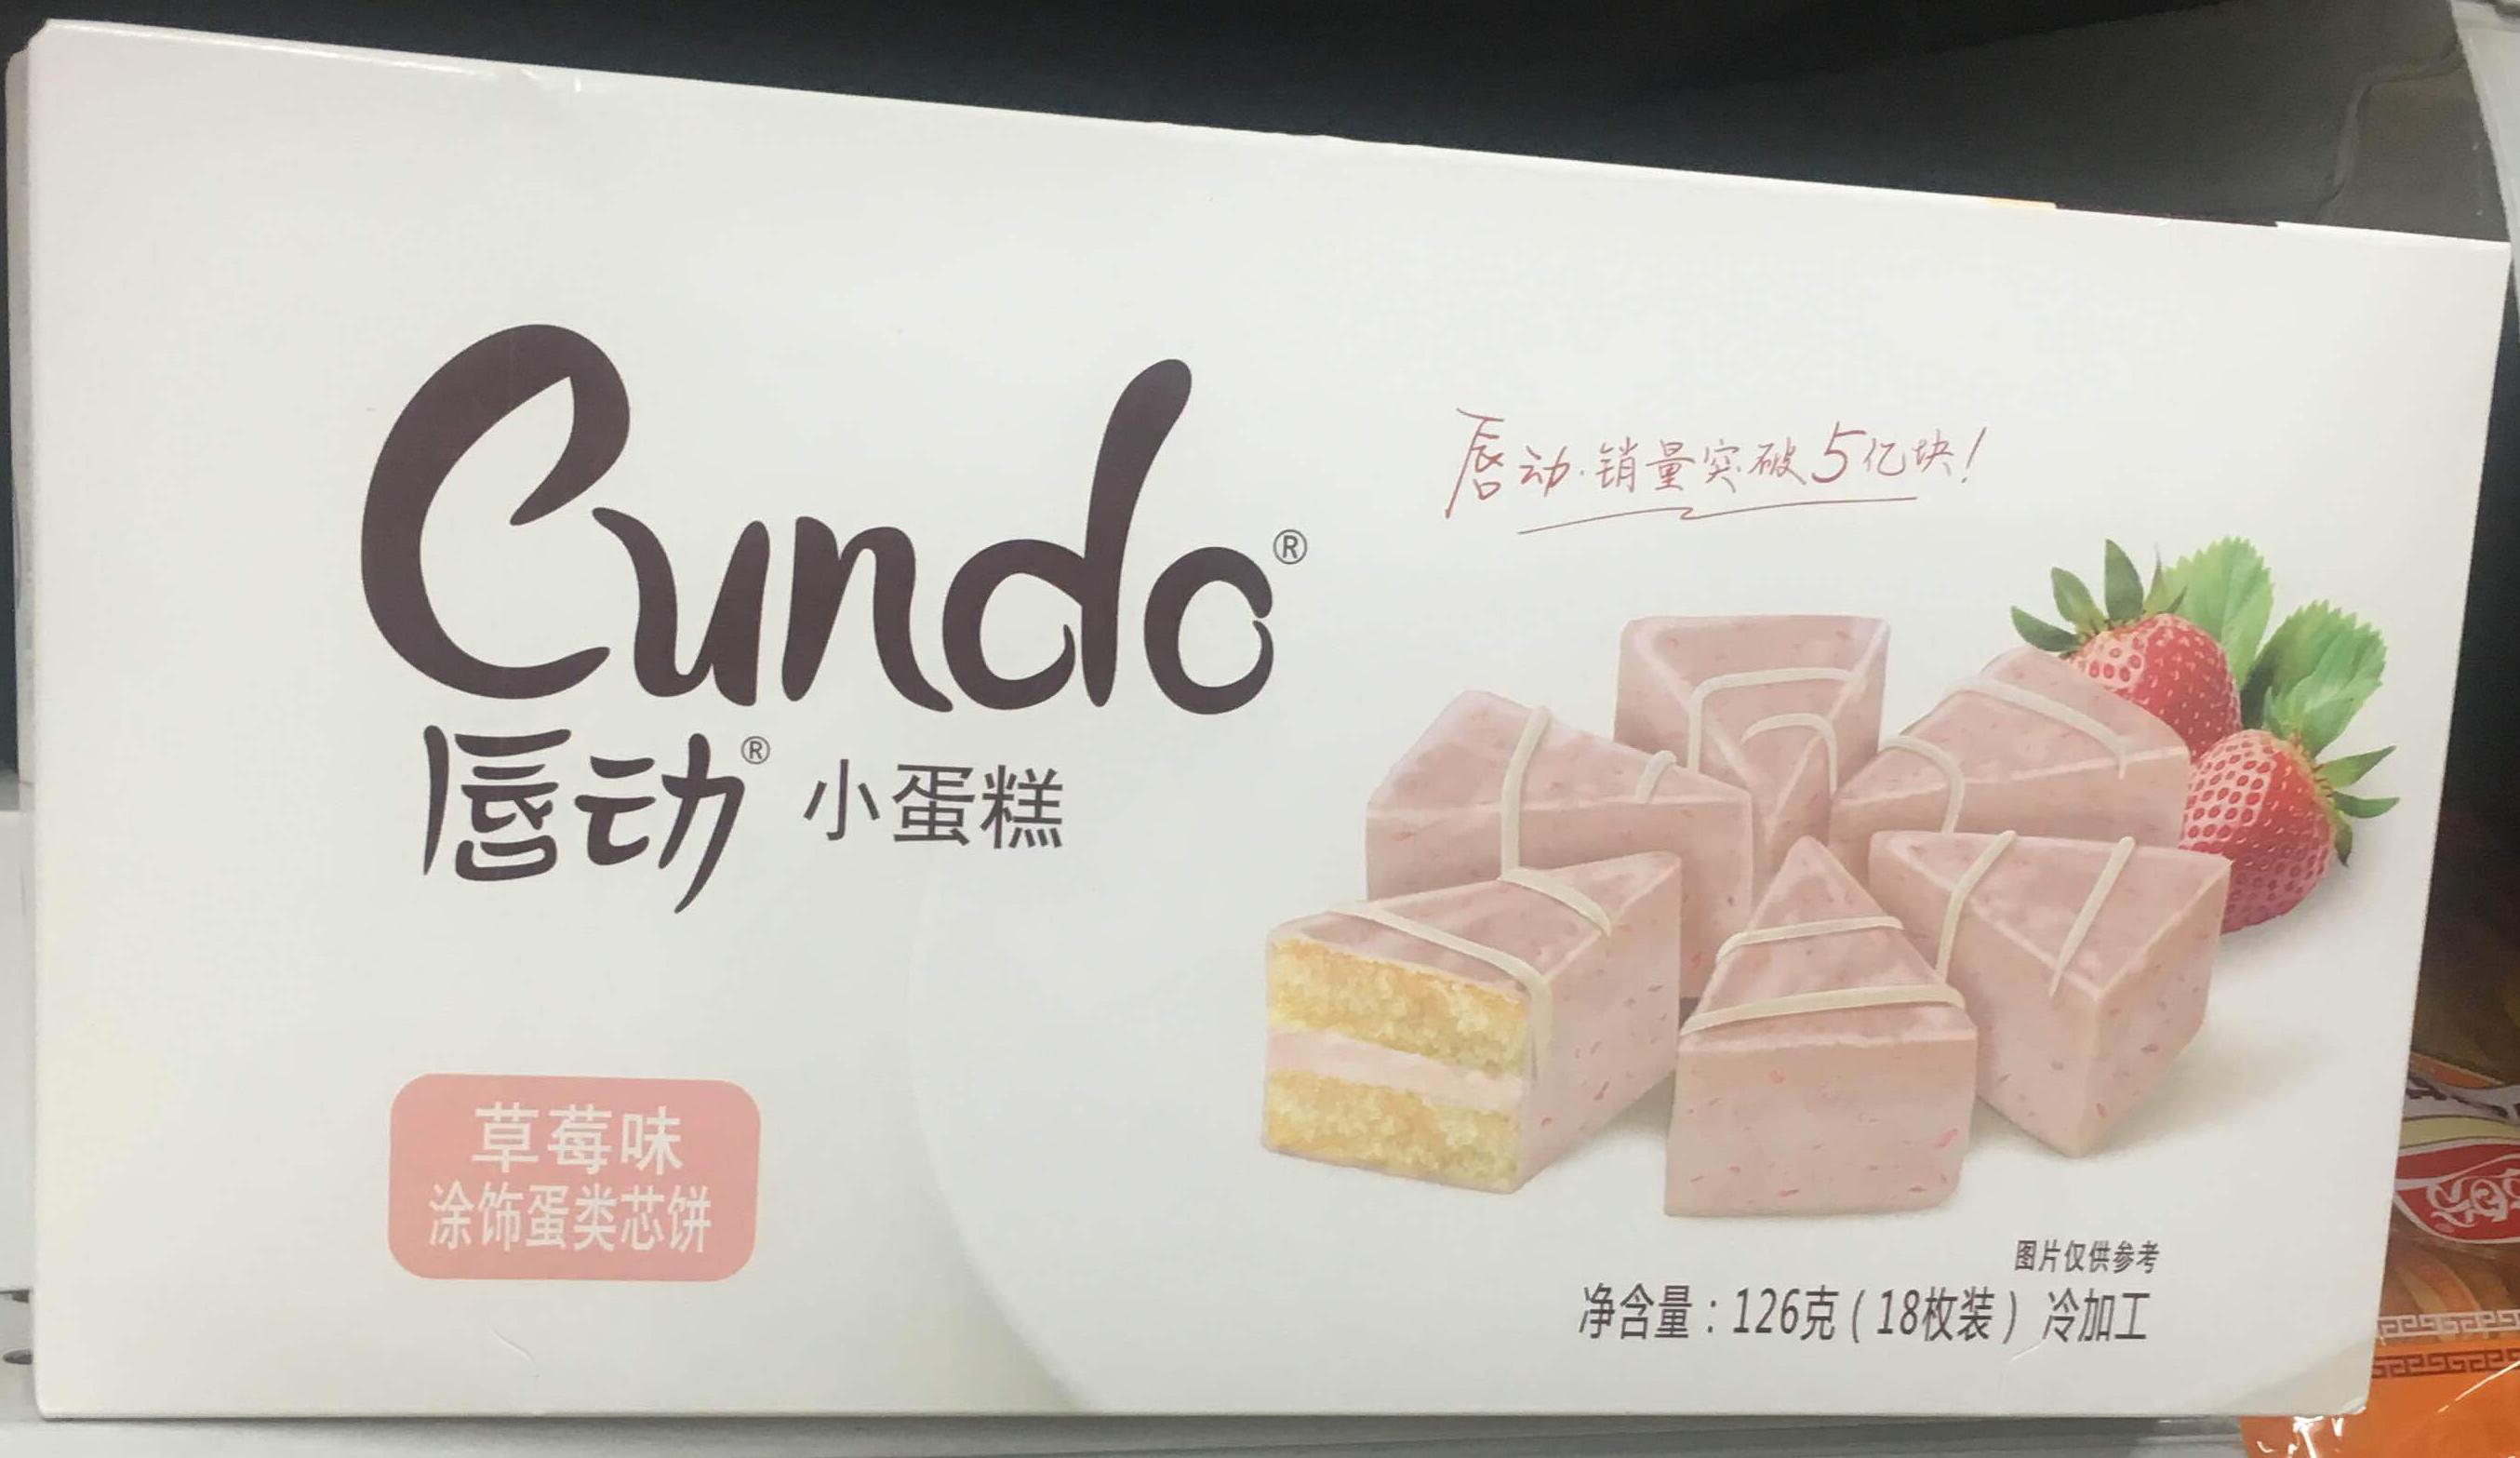 Cundo®
唇动® 小蛋糕
唇动·销量突破5亿块!
草莓味
涂饰蛋类芯饼
图片仅供参考
净含量:126克(18枚装) 冷加工